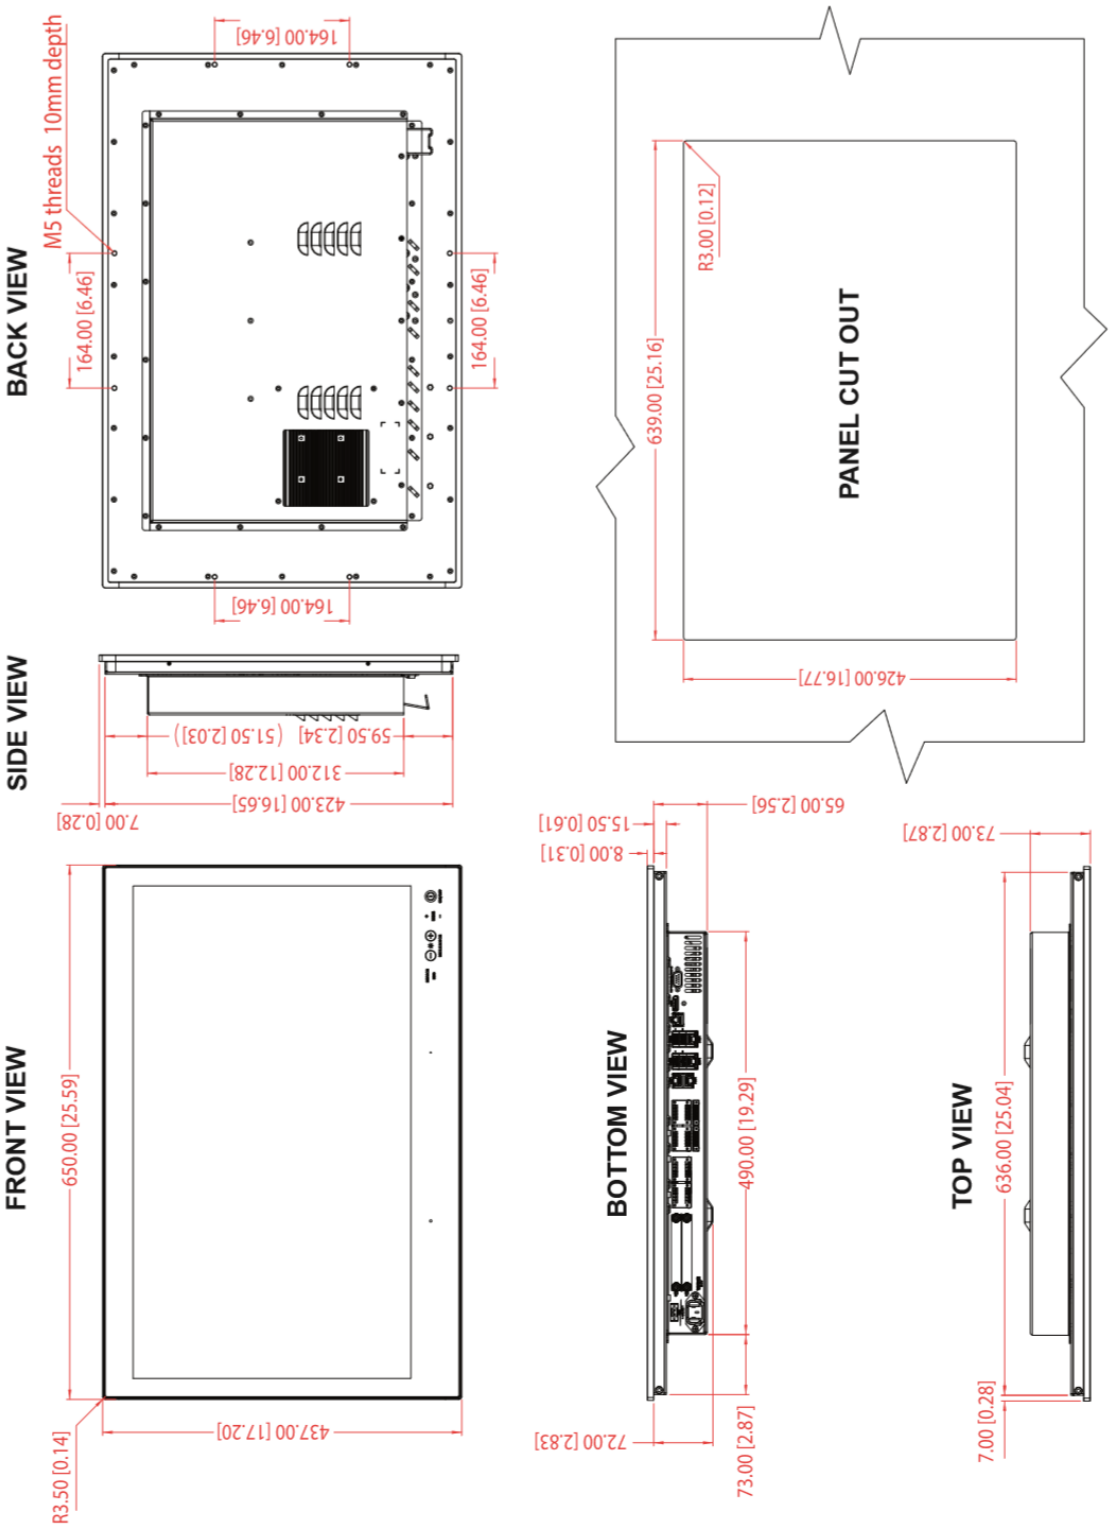 BACK VIEW
M5 threads 10mm depth
164.00 [6.46]
164.00 [6.46]
164.00 [6.46]
164.00 [6.46]
SIDE VIEW
59.50 [2.34]
(51.50 [2.03])
312.00 [12.28]
423.00 [16.65]
7.00 [0.28]
FRONT VIEW
650.00 [25.59]
437.00 [17.20]
R3.50 [0.14]
PANEL CUT OUT
639.00 [25.16]
R3.00 [0.12]
426.00 [16.77]
BOTTOM VIEW
65.00 [2.56]
15.50 [0.61]
8.00 [0.31]
490.00 [19.29]
72.00 [2.83]
73.00 [2.87]
TOP VIEW
73.00 [2.87]
636.00 [25.04]
7.00 [0.28]